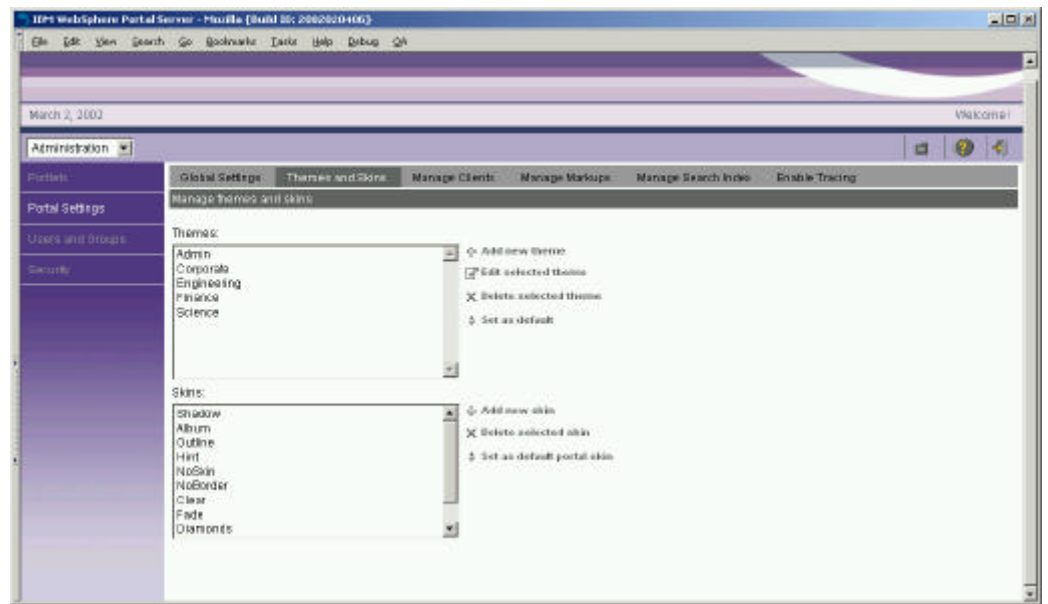 IBM WebSphere Portal Server - Mozilla {Build ID: 2002020406}
File Edit View Search Go Bookmarks Tasks Help Debug QA
March 2, 2002 Welcome!
Administration
Portlets Global Settings Themes and Skins Manage Clients Manage Markups Manage Search Index Enable Tracing
Manage themes and skins
Portal Settings
Users and Groups
Security
Themes:
Admin
Corporate
Engineering
Finance
Science
Add new theme
Edit selected theme
Delete selected theme
Set as default
Skins:
Shadow
Album
Outline
Hint
NoSkin
NoBorder
Clear
Fade
Diamonds
Add new skin
Delete selected skin
Set as default portal skin